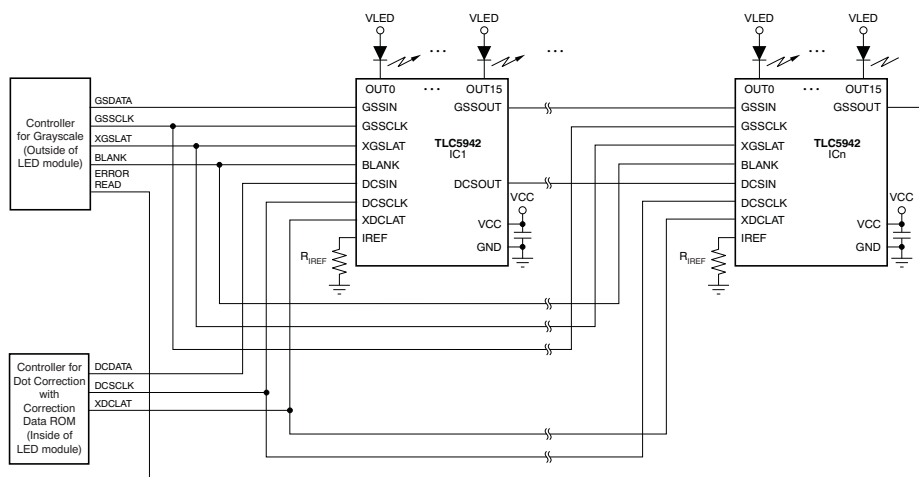 VLED
VLED
VLED
VLED
...
...
...
...
OUT0
...
OUT15
OUT0
...
OUT15
Controller
for Grayscale
(Outside of
LED module)
GSDATA
GSSCLK
XGSLAT
BLANK
ERROR
READ
GSSIN
GSSCLK
XGSLAT
BLANK
DCSIN
DCSCLK
XDCLAT
IREF
RIREF
TLC5942
IC1
GSSOUT
DCSOUT
VCC
VCC
GND
GSSIN
GSSCLK
XGSLAT
BLANK
DCSIN
DCSCLK
XDCLAT
IREF
RIREF
TLC5942
ICn
GSSOUT
VCC
VCC
GND
Controller for
Dot Correction
with
Correction
Data ROM
(Inside of
LED module)
DCDATA
DCSCLK
XDCLAT